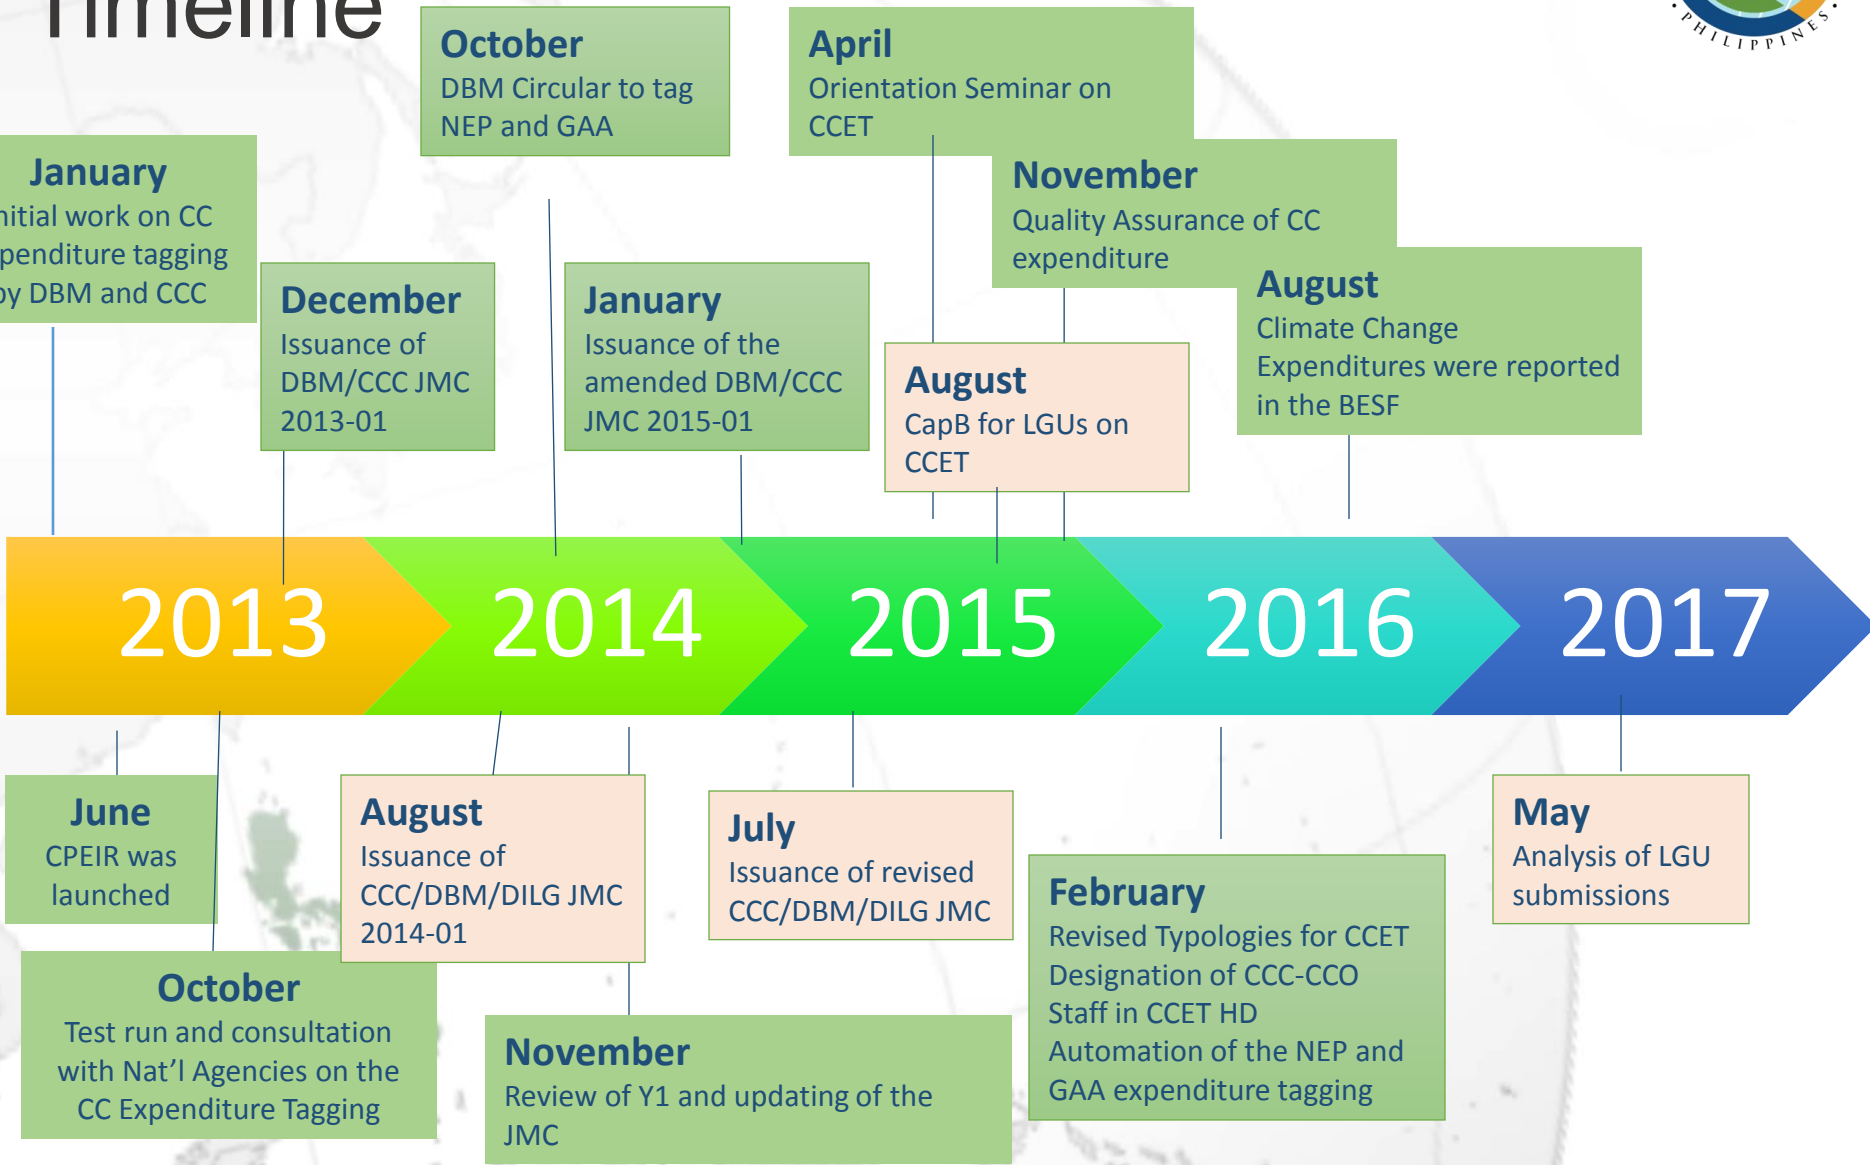 Timeline
· PHILIPPINES ·
October
DBM Circular to tag
NEP and GAA
April
Orientation Seminar on
CCET
January
nitial work on CC
penditure tagging
by DBM and CCC
November
Quality Assurance of CC
expenditure
December
Issuance of
DBM/CCC JMC
2013-01
January
Issuance of the
amended DBM/CCC
JMC 2015-01
August
CapB for LGUs on
CCET
August
Climate Change
Expenditures were reported
in the BESF
2013
2014
2015
2016
2017
June
CPEIR was
launched
August
Issuance of
CCC/DBM/DILG JMC
2014-01
July
Issuance of revised
CCC/DBM/DILG JMC
May
Analysis of LGU
submissions
October
Test run and consultation
with Nat’l Agencies on the
CC Expenditure Tagging
November
Review of Y1 and updating of the
JMC
February
Revised Typologies for CCET
Designation of CCC-CCO
Staff in CCET HD
Automation of the NEP and
GAA expenditure tagging